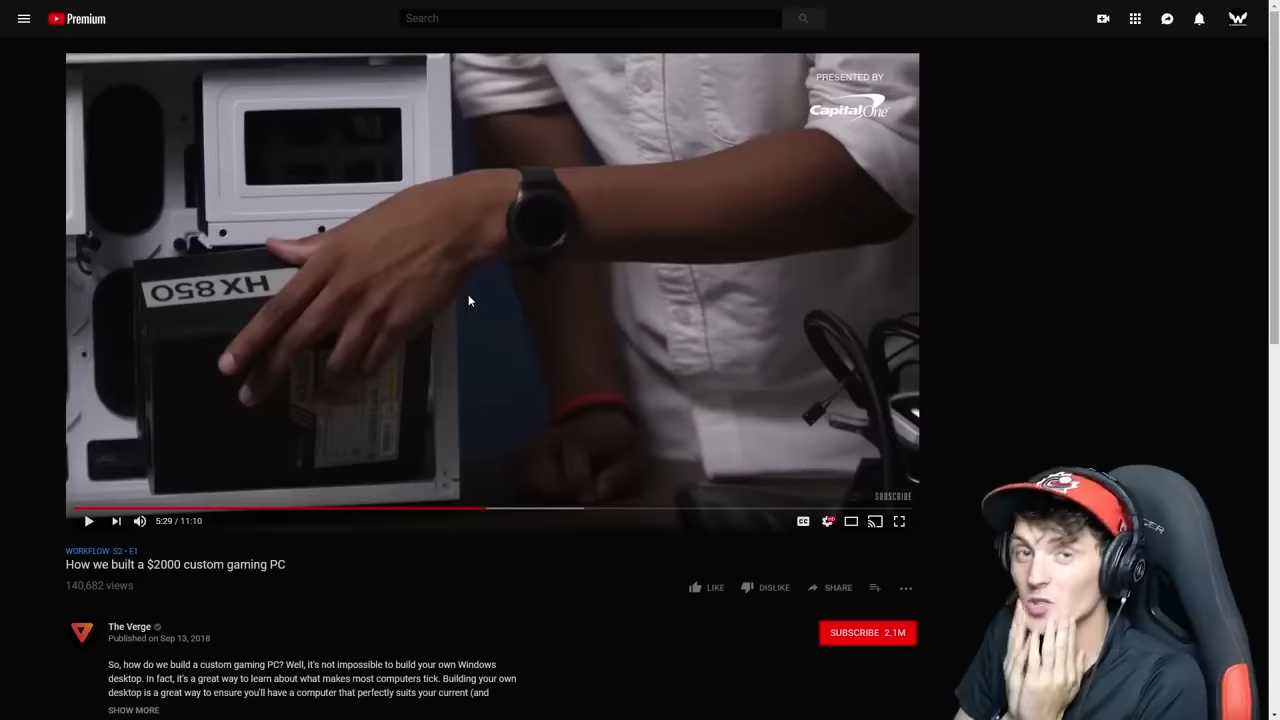 Premium
Search
PRESENTED BY
Capital One
HX 850
SUBSCRIBE
5:29 / 11:10
CC
HD
WORKFLOW S2 • E1
How we built a $2000 custom gaming PC
140,682 views
LIKE
DISLIKE
SHARE
The Verge
Published on Sep 13, 2018
SUBSCRIBE 2.1M
So, how do we build a custom gaming PC? Well, it's not impossible to build your own Windows
desktop. In fact, it's a great way to learn about what makes most computers tick. Building your own
desktop is a great way to ensure you'll have a computer that perfectly suits your current (and
SHOW MORE